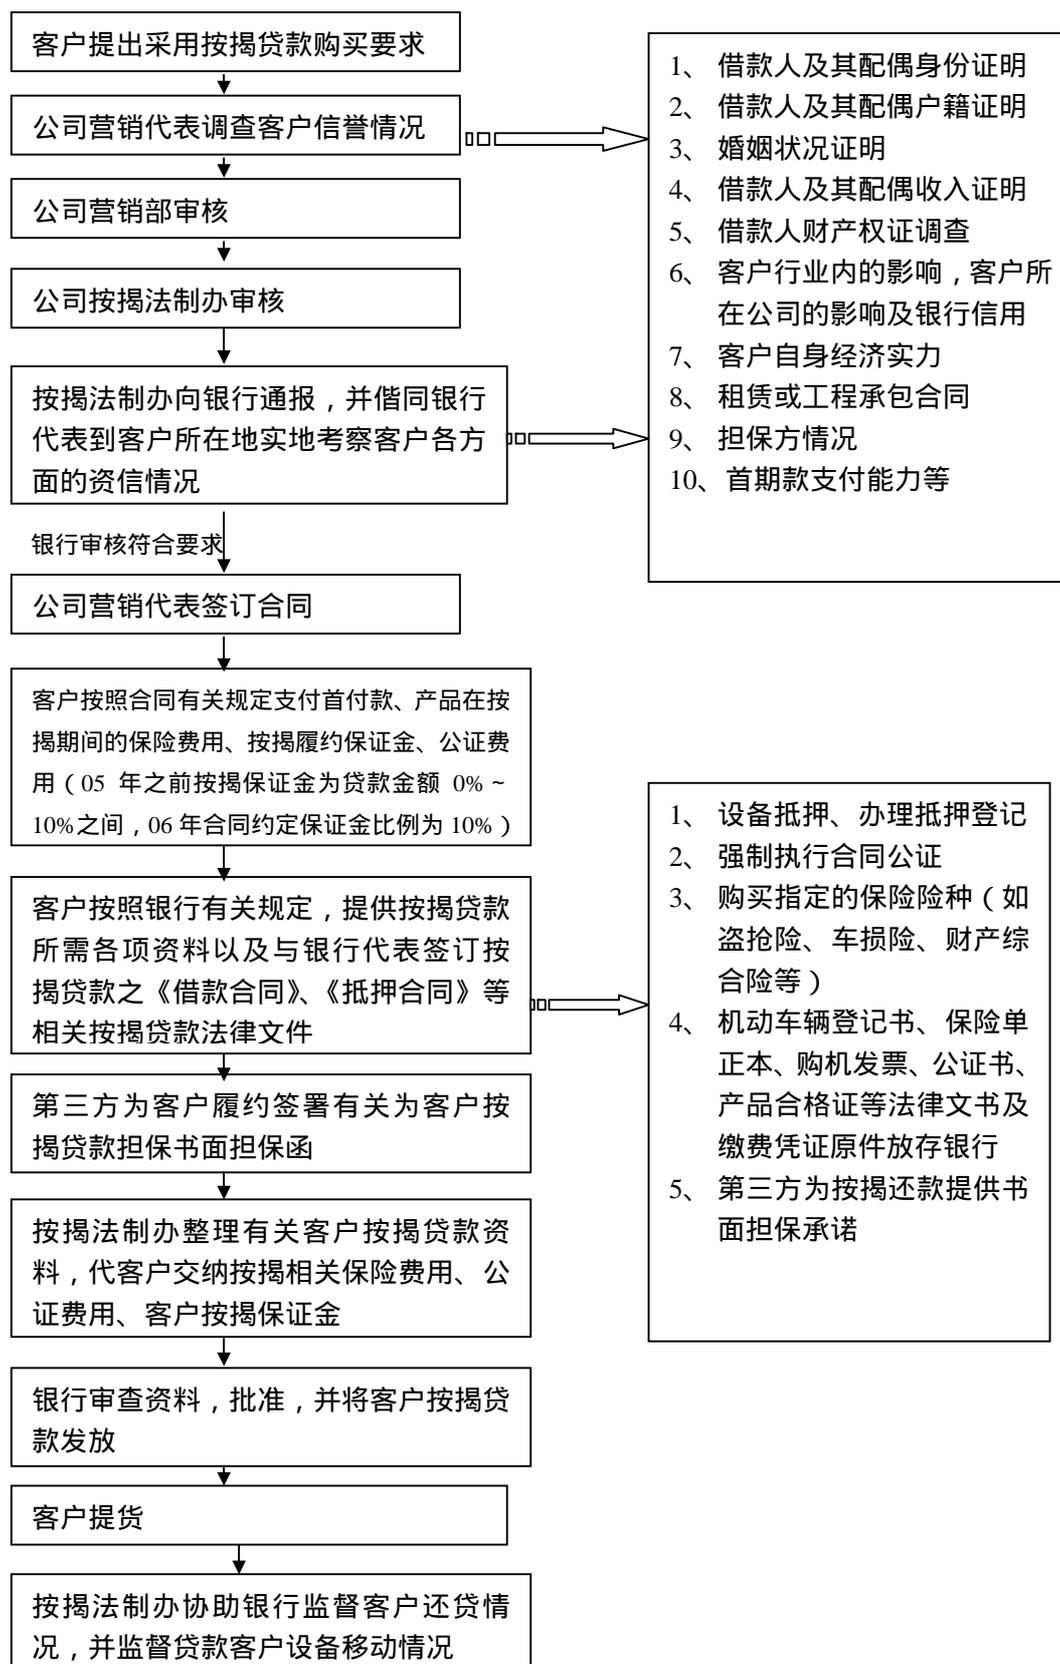 客户提出采用按揭贷款购买要求
公司营销代表调查客户信誉情况
公司营销部审核
公司按揭法制办审核
按揭法制办向银行通报，并偕同银行
代表到客户所在地实地考察客户各方
面的资信情况
银行审核符合要求
公司营销代表签订合同
客户按照合同有关规定支付首付款、产品在按
揭期间的保险费用、按揭履约保证金、公证费
用（05 年之前按揭保证金为贷款金额 0%～
10%之间，06 年合同约定保证金比例为 10%）
客户按照银行有关规定，提供按揭贷款
所需各项资料以及与银行代表签订按
揭贷款之《借款合同》、《抵押合同》等
相关按揭贷款法律文件
第三方为客户履约签署有关为客户按
揭贷款担保书面担保函
按揭法制办整理有关客户按揭贷款资
料，代客户交纳按揭相关保险费用、公
证费用、客户按揭保证金
银行审查资料，批准，并将客户按揭贷
款发放
客户提货
按揭法制办协助银行监督客户还贷情
况，并监督贷款客户设备移动情况
1、 借款人及其配偶身份证明
2、 借款人及其配偶户籍证明
3、 婚姻状况证明
4、 借款人及其配偶收入证明
5、 借款人财产权证调查
6、 客户行业内的影响，客户所
在公司的影响及银行信用
7、 客户自身经济实力
8、 租赁或工程承包合同
9、 担保方情况
10、首期款支付能力等
1、 设备抵押、办理抵押登记
2、 强制执行合同公证
3、 购买指定的保险险种（如
盗抢险、车损险、财产综
合险等）
4、 机动车辆登记书、保险单
正本、购机发票、公证书、
产品合格证等法律文书及
缴费凭证原件放存银行
5、 第三方为按揭还款提供书
面担保承诺